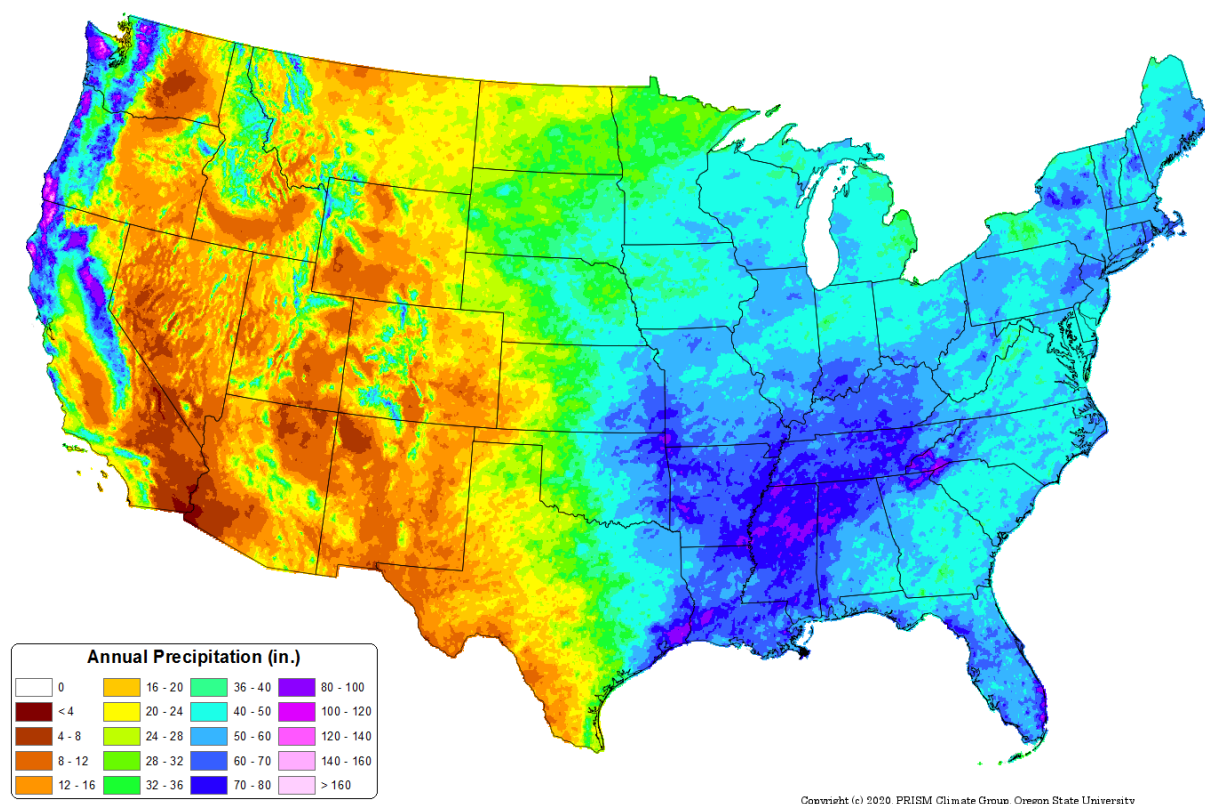 Annual Precipitation (in.)
0 16 - 20 36 - 40 80 - 100
< 4 20 - 24 40 - 50 100 - 120
4 - 8 24 - 28 50 - 60 120 - 140
8 - 12 28 - 32 60 - 70 140 - 160
12 - 16 32 - 36 70 - 80 > 160
Copyright (c) 2020, PRISM Climate Group, Oregon State University